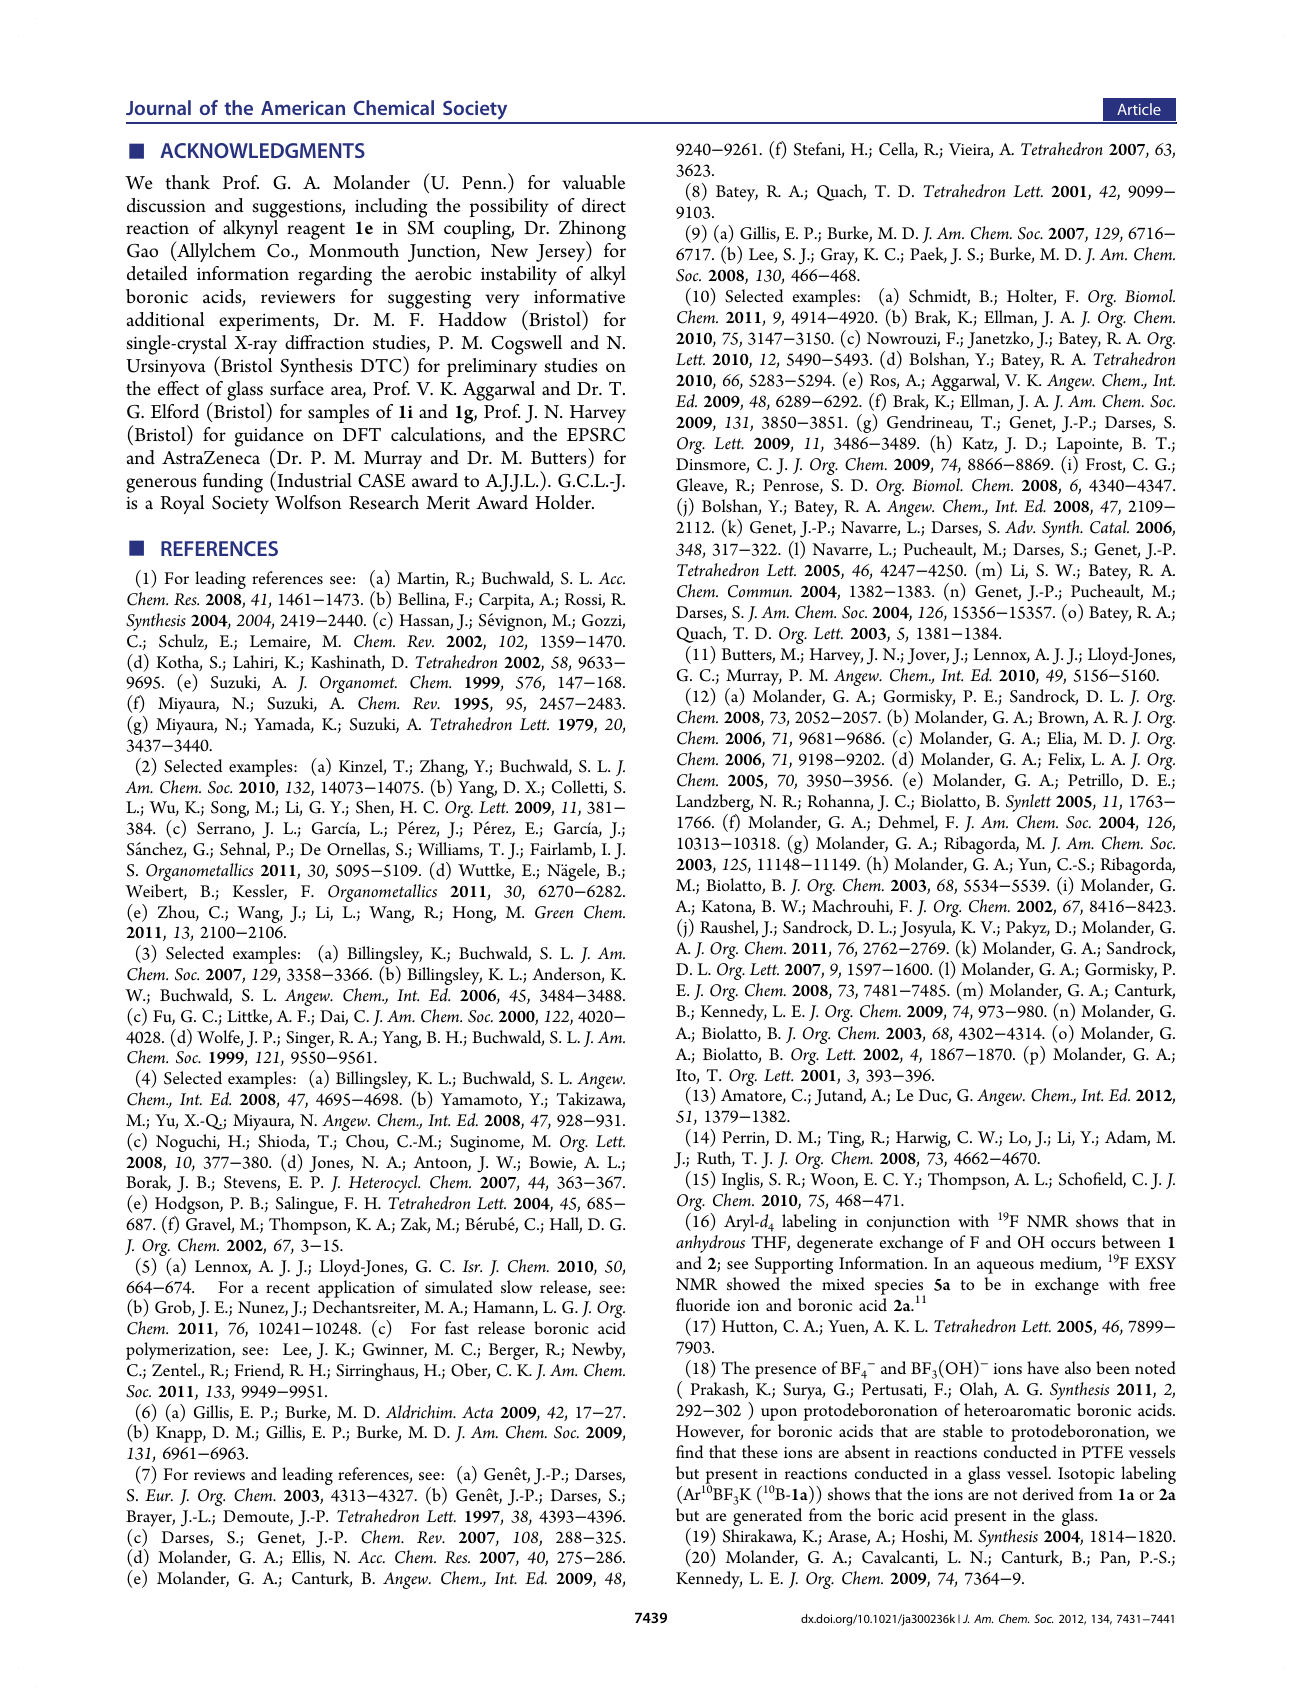 Journal of the American Chemical Society
Article
■ ACKNOWLEDGMENTS
We thank Prof. G. A. Molander (U. Penn.) for valuable
discussion and suggestions, including the possibility of direct
reaction of alkynyl reagent 1e in SM coupling, Dr. Zhinong
Gao (Allylchem Co., Monmouth Junction, New Jersey) for
detailed information regarding the aerobic instability of alkyl
boronic acids, reviewers for suggesting very informative
additional experiments, Dr. M. F. Haddow (Bristol) for
single-crystal X-ray diffraction studies, P. M. Cogswell and N.
Ursinyova (Bristol Synthesis DTC) for preliminary studies on
the effect of glass surface area, Prof. V. K. Aggarwal and Dr. T.
G. Elford (Bristol) for samples of 1i and 1g, Prof. J. N. Harvey
(Bristol) for guidance on DFT calculations, and the EPSRC
and AstraZeneca (Dr. P. M. Murray and Dr. M. Butters) for
generous funding (Industrial CASE award to A.J.J.L.). G.C.L.-J.
is a Royal Society Wolfson Research Merit Award Holder.
■ REFERENCES
(1) For leading references see: (a) Martin, R.; Buchwald, S. L. Acc.
Chem. Res. 2008, 41, 1461−1473. (b) Bellina, F.; Carpita, A.; Rossi, R.
Synthesis 2004, 2004, 2419−2440. (c) Hassan, J.; Sévignon, M.; Gozzi,
C.; Schulz, E.; Lemaire, M. Chem. Rev. 2002, 102, 1359−1470.
(d) Kotha, S.; Lahiri, K.; Kashinath, D. Tetrahedron 2002, 58, 9633−
9695. (e) Suzuki, A. J. Organomet. Chem. 1999, 576, 147−168.
(f) Miyaura, N.; Suzuki, A. Chem. Rev. 1995, 95, 2457−2483.
(g) Miyaura, N.; Yamada, K.; Suzuki, A. Tetrahedron Lett. 1979, 20,
3437−3440.
(2) Selected examples: (a) Kinzel, T.; Zhang, Y.; Buchwald, S. L. J.
Am. Chem. Soc. 2010, 132, 14073−14075. (b) Yang, D. X.; Colletti, S.
L.; Wu, K.; Song, M.; Li, G. Y.; Shen, H. C. Org. Lett. 2009, 11, 381−
384. (c) Serrano, J. L.; García, L.; Pérez, J.; Pérez, E.; García, J.;
Sánchez, G.; Sehnal, P.; De Ornellas, S.; Williams, T. J.; Fairlamb, I. J.
S. Organometallics 2011, 30, 5095−5109. (d) Wuttke, E.; Nägele, B.;
Weibert, B.; Kessler, F. Organometallics 2011, 30, 6270−6282.
(e) Zhou, C.; Wang, J.; Li, L.; Wang, R.; Hong, M. Green Chem.
2011, 13, 2100−2106.
(3) Selected examples: (a) Billingsley, K.; Buchwald, S. L. J. Am.
Chem. Soc. 2007, 129, 3358−3366. (b) Billingsley, K. L.; Anderson, K.
W.; Buchwald, S. L. Angew. Chem., Int. Ed. 2006, 45, 3484−3488.
(c) Fu, G. C.; Littke, A. F.; Dai, C. J. Am. Chem. Soc. 2000, 122, 4020−
4028. (d) Wolfe, J. P.; Singer, R. A.; Yang, B. H.; Buchwald, S. L. J. Am.
Chem. Soc. 1999, 121, 9550−9561.
(4) Selected examples: (a) Billingsley, K. L.; Buchwald, S. L. Angew.
Chem., Int. Ed. 2008, 47, 4695−4698. (b) Yamamoto, Y.; Takizawa,
M.; Yu, X.-Q.; Miyaura, N. Angew. Chem., Int. Ed. 2008, 47, 928−931.
(c) Noguchi, H.; Shioda, T.; Chou, C.-M.; Suginome, M. Org. Lett.
2008, 10, 377−380. (d) Jones, N. A.; Antoon, J. W.; Bowie, A. L.;
Borak, J. B.; Stevens, E. P. J. Heterocycl. Chem. 2007, 44, 363−367.
(e) Hodgson, P. B.; Salingue, F. H. Tetrahedron Lett. 2004, 45, 685−
687. (f) Gravel, M.; Thompson, K. A.; Zak, M.; Bérubé, C.; Hall, D. G.
J. Org. Chem. 2002, 67, 3−15.
(5) (a) Lennox, A. J. J.; Lloyd-Jones, G. C. Isr. J. Chem. 2010, 50,
664−674. For a recent application of simulated slow release, see:
(b) Grob, J. E.; Nunez, J.; Dechantsreiter, M. A.; Hamann, L. G. J. Org.
Chem. 2011, 76, 10241−10248. (c) For fast release boronic acid
polymerization, see: Lee, J. K.; Gwinner, M. C.; Berger, R.; Newby,
C.; Zentel., R.; Friend, R. H.; Sirringhaus, H.; Ober, C. K. J. Am. Chem.
Soc. 2011, 133, 9949−9951.
(6) (a) Gillis, E. P.; Burke, M. D. Aldrichim. Acta 2009, 42, 17−27.
(b) Knapp, D. M.; Gillis, E. P.; Burke, M. D. J. Am. Chem. Soc. 2009,
131, 6961−6963.
(7) For reviews and leading references, see: (a) Genêt, J.-P.; Darses,
S. Eur. J. Org. Chem. 2003, 4313−4327. (b) Genêt, J.-P.; Darses, S.;
Brayer, J.-L.; Demoute, J.-P. Tetrahedron Lett. 1997, 38, 4393−4396.
(c) Darses, S.; Genet, J.-P. Chem. Rev. 2007, 108, 288−325.
(d) Molander, G. A.; Ellis, N. Acc. Chem. Res. 2007, 40, 275−286.
(e) Molander, G. A.; Canturk, B. Angew. Chem., Int. Ed. 2009, 48,
9240−9261. (f) Stefani, H.; Cella, R.; Vieira, A. Tetrahedron 2007, 63,
3623.
(8) Batey, R. A.; Quach, T. D. Tetrahedron Lett. 2001, 42, 9099−
9103.
(9) (a) Gillis, E. P.; Burke, M. D. J. Am. Chem. Soc. 2007, 129, 6716−
6717. (b) Lee, S. J.; Gray, K. C.; Paek, J. S.; Burke, M. D. J. Am. Chem.
Soc. 2008, 130, 466−468.
(10) Selected examples: (a) Schmidt, B.; Holter, F. Org. Biomol.
Chem. 2011, 9, 4914−4920. (b) Brak, K.; Ellman, J. A. J. Org. Chem.
2010, 75, 3147−3150. (c) Nowrouzi, F.; Janetzko, J.; Batey, R. A. Org.
Lett. 2010, 12, 5490−5493. (d) Bolshan, Y.; Batey, R. A. Tetrahedron
2010, 66, 5283−5294. (e) Ros, A.; Aggarwal, V. K. Angew. Chem., Int.
Ed. 2009, 48, 6289−6292. (f) Brak, K.; Ellman, J. A. J. Am. Chem. Soc.
2009, 131, 3850−3851. (g) Gendrineau, T.; Genet, J.-P.; Darses, S.
Org. Lett. 2009, 11, 3486−3489. (h) Katz, J. D.; Lapointe, B. T.;
Dinsmore, C. J. J. Org. Chem. 2009, 74, 8866−8869. (i) Frost, C. G.;
Gleave, R.; Penrose, S. D. Org. Biomol. Chem. 2008, 6, 4340−4347.
(j) Bolshan, Y.; Batey, R. A. Angew. Chem., Int. Ed. 2008, 47, 2109−
2112. (k) Genet, J.-P.; Navarre, L.; Darses, S. Adv. Synth. Catal. 2006,
348, 317−322. (l) Navarre, L.; Pucheault, M.; Darses, S.; Genet, J.-P.
Tetrahedron Lett. 2005, 46, 4247−4250. (m) Li, S. W.; Batey, R. A.
Chem. Commun. 2004, 1382−1383. (n) Genet, J.-P.; Pucheault, M.;
Darses, S. J. Am. Chem. Soc. 2004, 126, 15356−15357. (o) Batey, R. A.;
Quach, T. D. Org. Lett. 2003, 5, 1381−1384.
(11) Butters, M.; Harvey, J. N.; Jover, J.; Lennox, A. J. J.; Lloyd-Jones,
G. C.; Murray, P. M. Angew. Chem., Int. Ed. 2010, 49, 5156−5160.
(12) (a) Molander, G. A.; Gormisky, P. E.; Sandrock, D. L. J. Org.
Chem. 2008, 73, 2052−2057. (b) Molander, G. A.; Brown, A. R. J. Org.
Chem. 2006, 71, 9681−9686. (c) Molander, G. A.; Elia, M. D. J. Org.
Chem. 2006, 71, 9198−9202. (d) Molander, G. A.; Felix, L. A. J. Org.
Chem. 2005, 70, 3950−3956. (e) Molander, G. A.; Petrillo, D. E.;
Landzberg, N. R.; Rohanna, J. C.; Biolatto, B. Synlett 2005, 11, 1763−
1766. (f) Molander, G. A.; Dehmel, F. J. Am. Chem. Soc. 2004, 126,
10313−10318. (g) Molander, G. A.; Ribagorda, M. J. Am. Chem. Soc.
2003, 125, 11148−11149. (h) Molander, G. A.; Yun, C.-S.; Ribagorda,
M.; Biolatto, B. J. Org. Chem. 2003, 68, 5534−5539. (i) Molander, G.
A.; Katona, B. W.; Machrouhi, F. J. Org. Chem. 2002, 67, 8416−8423.
(j) Raushel, J.; Sandrock, D. L.; Josyula, K. V.; Pakyz, D.; Molander, G.
A. J. Org. Chem. 2011, 76, 2762−2769. (k) Molander, G. A.; Sandrock,
D. L. Org. Lett. 2007, 9, 1597−1600. (l) Molander, G. A.; Gormisky, P.
E. J. Org. Chem. 2008, 73, 7481−7485. (m) Molander, G. A.; Canturk,
B.; Kennedy, L. E. J. Org. Chem. 2009, 74, 973−980. (n) Molander, G.
A.; Biolatto, B. J. Org. Chem. 2003, 68, 4302−4314. (o) Molander, G.
A.; Biolatto, B. Org. Lett. 2002, 4, 1867−1870. (p) Molander, G. A.;
Ito, T. Org. Lett. 2001, 3, 393−396.
(13) Amatore, C.; Jutand, A.; Le Duc, G. Angew. Chem., Int. Ed. 2012,
51, 1379−1382.
(14) Perrin, D. M.; Ting, R.; Harwig, C. W.; Lo, J.; Li, Y.; Adam, M.
J.; Ruth, T. J. J. Org. Chem. 2008, 73, 4662−4670.
(15) Inglis, S. R.; Woon, E. C. Y.; Thompson, A. L.; Schofield, C. J. J.
Org. Chem. 2010, 75, 468−471.
(16) Aryl-d₄ labeling in conjunction with ¹⁹F NMR shows that in
anhydrous THF, degenerate exchange of F and OH occurs between 1
and 2; see Supporting Information. In an aqueous medium, ¹⁹F EXSY
NMR showed the mixed species 5a to be in exchange with free
fluoride ion and boronic acid 2a.¹¹
(17) Hutton, C. A.; Yuen, A. K. L. Tetrahedron Lett. 2005, 46, 7899−
7903.
(18) The presence of BF₄⁻ and BF₃(OH)⁻ ions have also been noted
( Prakash, K.; Surya, G.; Pertusati, F.; Olah, A. G. Synthesis 2011, 2,
292−302 ) upon protodeboronation of heteroaromatic boronic acids.
However, for boronic acids that are stable to protodeboronation, we
find that these ions are absent in reactions conducted in PTFE vessels
but present in reactions conducted in a glass vessel. Isotopic labeling
(Ar¹⁰BF₃K (¹⁰B-1a)) shows that the ions are not derived from 1a or 2a
but are generated from the boric acid present in the glass.
(19) Shirakawa, K.; Arase, A.; Hoshi, M. Synthesis 2004, 1814−1820.
(20) Molander, G. A.; Cavalcanti, L. N.; Canturk, B.; Pan, P.-S.;
Kennedy, L. E. J. Org. Chem. 2009, 74, 7364−9.
7439
dx.doi.org/10.1021/ja300236k | J. Am. Chem. Soc. 2012, 134, 7431−7441